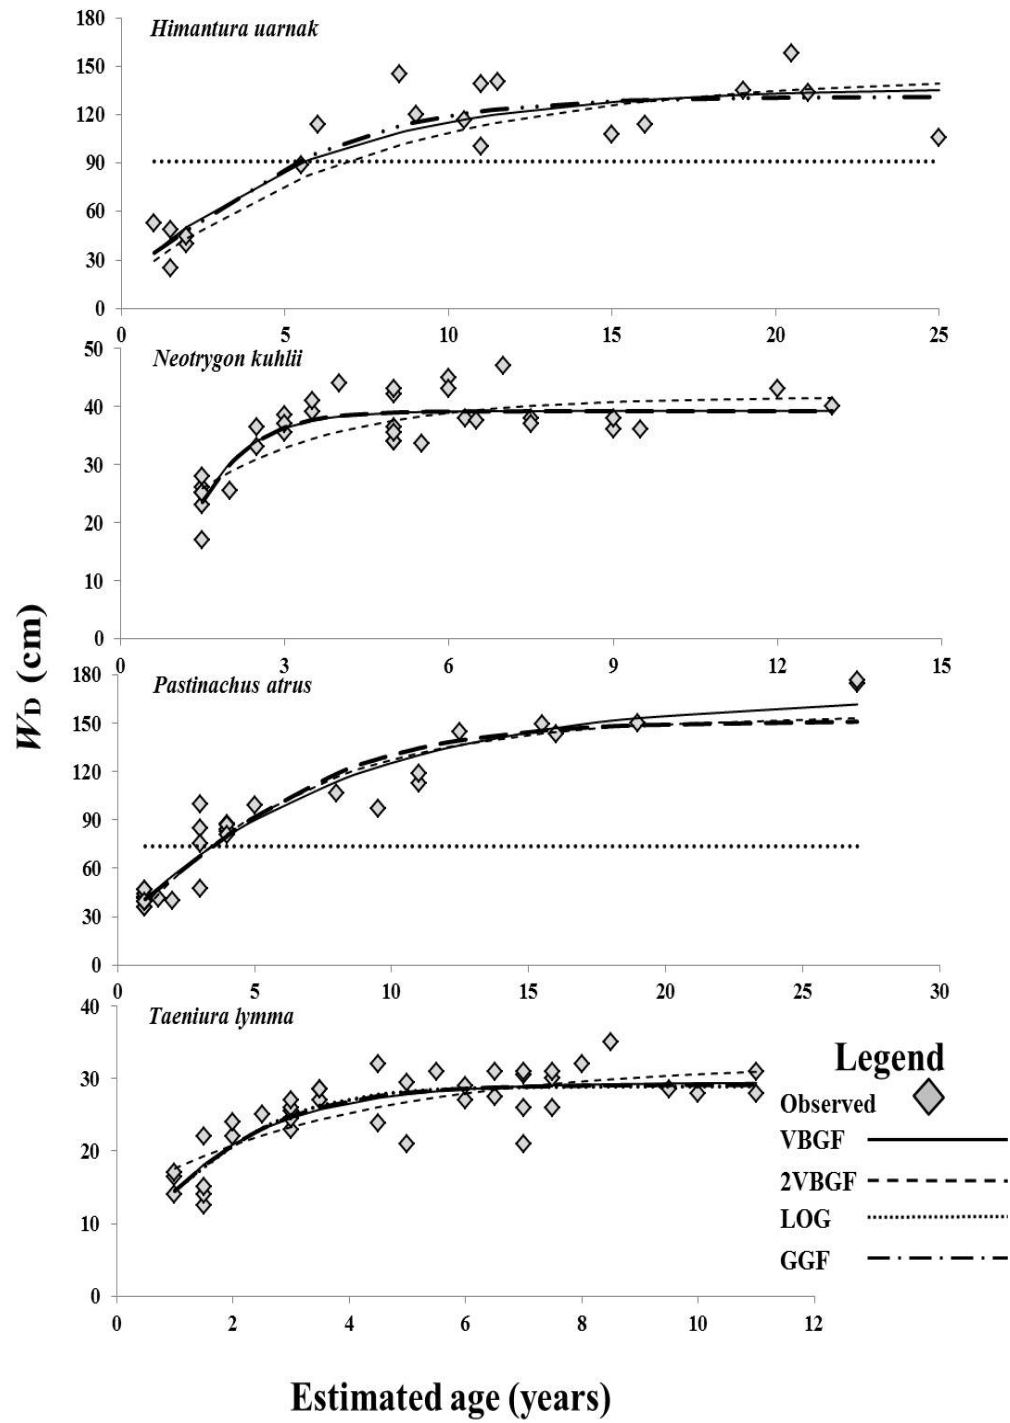 180
Himantura uarnak
150
120
90
60
30
0
0 5 10 15 20 25
50
Neotrygon kuhlii
40
30
20
10
0
0 3 6 9 12 15
W_D (cm)
180
Pastinachus atrus
150
120
90
60
30
0
0 5 10 15 20 25 30
40
Taeniura lymma
30
20
10
0
0 2 4 6 8 10 12
Legend
Observed
VBGF
2VBGF
LOG
GGF
Estimated age (years)